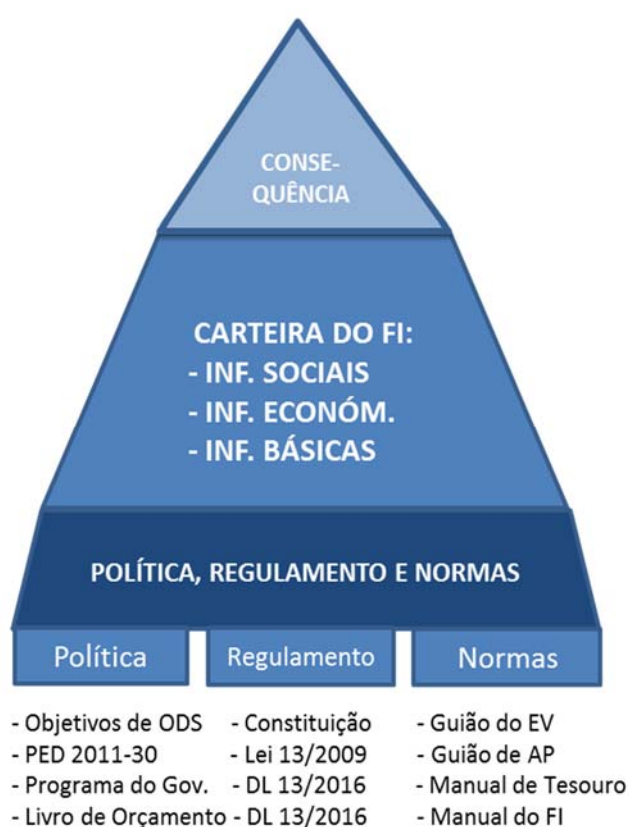 CONSE-
QUÊNCIA
CARTEIRA DO FI:
- INF. SOCIAIS
- INF. ECONÓM.
- INF. BÁSICAS
POLÍTICA, REGULAMENTO E NORMAS
Política
Regulamento
Normas
- Objetivos de ODS
- PED 2011-30
- Programa do Gov.
- Livro de Orçamento
- Constituição
- Lei 13/2009
- DL 13/2016
- DL 13/2016
- Guião do EV
- Guião de AP
- Manual de Tesouro
- Manual do FI